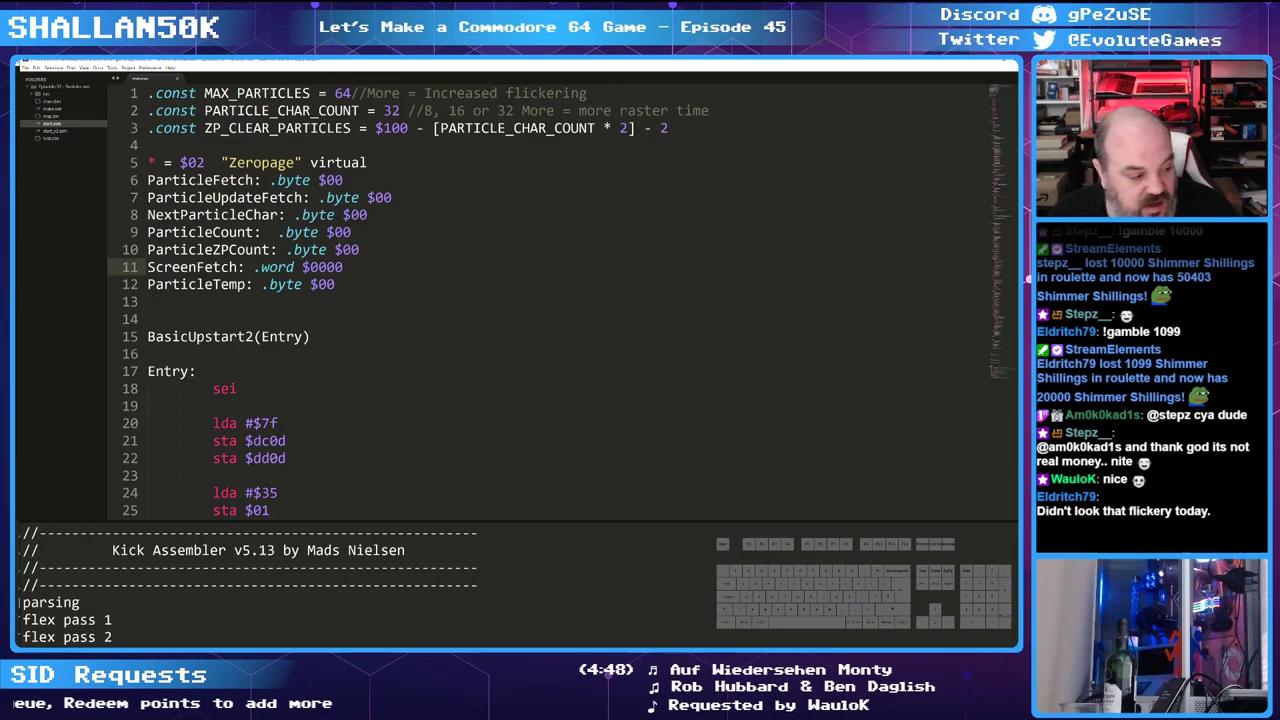 SHALLAN50K
Let's Make a Commodore 64 Game - Episode 45
Discord gPeZuSE
Twitter @EvoluteGames
FOLDERS
1 .const MAX_PARTICLES = 64//More = Increased flickering
2 .const PARTICLE_CHAR_COUNT = 32 //8, 16 or 32 More = more raster time
3 .const ZP_CLEAR_PARTICLES = $100 - [PARTICLE_CHAR_COUNT * 2] - 2
4
5 * = $02 "Zeropage" virtual
6 ParticleFetch: .byte $00
7 ParticleUpdateFetch: .byte $00
8 NextParticleChar: .byte $00
9 ParticleCount: .byte $00
10 ParticleZPCount: .byte $00
11 ScreenFetch: .word $0000
12 ParticleTemp: .byte $00
13
14
15 BasicUpstart2(Entry)
16
17 Entry:
18 sei
19
20 lda #$7f
21 sta $dc0d
22 sta $dd0d
23
24 lda #$35
25 sta $01
//--------------------------------------------------
// Kick Assembler v5.13 by Mads Nielsen
//--------------------------------------------------
//--------------------------------------------------
parsing
flex pass 1
flex pass 2
Stepz__: !gamble 10000
StreamElements
stepz__ lost 10000 Shimmer Shillings
in roulette and now has 50403
Shimmer Shillings!
Stepz__:
Eldritch79: !gamble 1099
StreamElements
Eldritch79 lost 1099 Shimmer
Shillings in roulette and now has
20000 Shimmer Shillings!
Am0k0kad1s: @stepz cya dude
Stepz__:
@am0k0kad1s and thank god its not
real money.. nite
WauloK: nice
Eldritch79:
Didn't look that flickery today.
SID Requests
eue, Redeem points to add more
(4:48) ♫ Auf Wiedersehen Monty
♫ Rob Hubbard & Ben Daglish
♪ Requested by WauloK